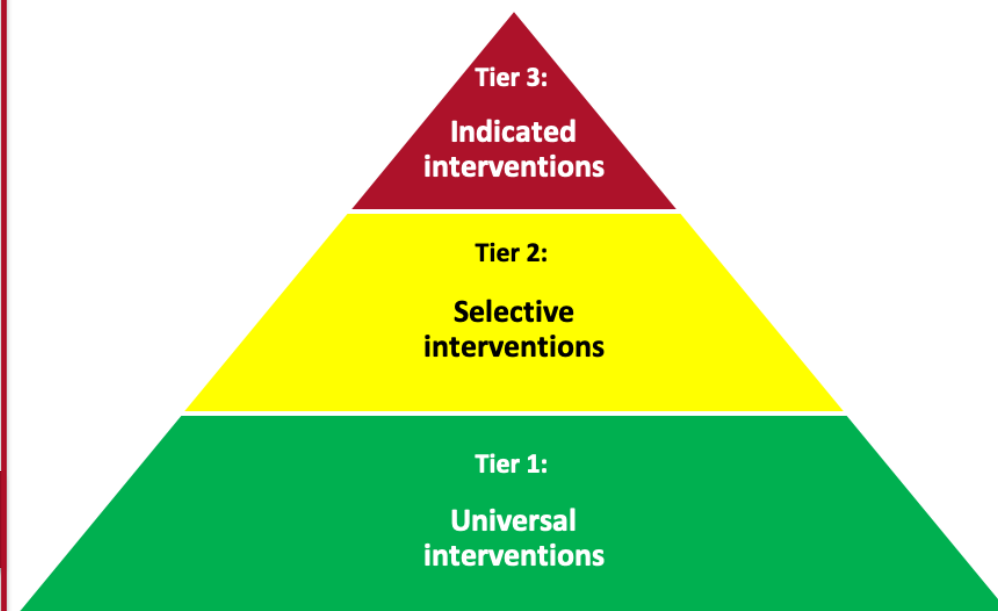 Tier 3:
Indicated
interventions
Tier 2:
Selective
interventions
Tier 1:
Universal
interventions